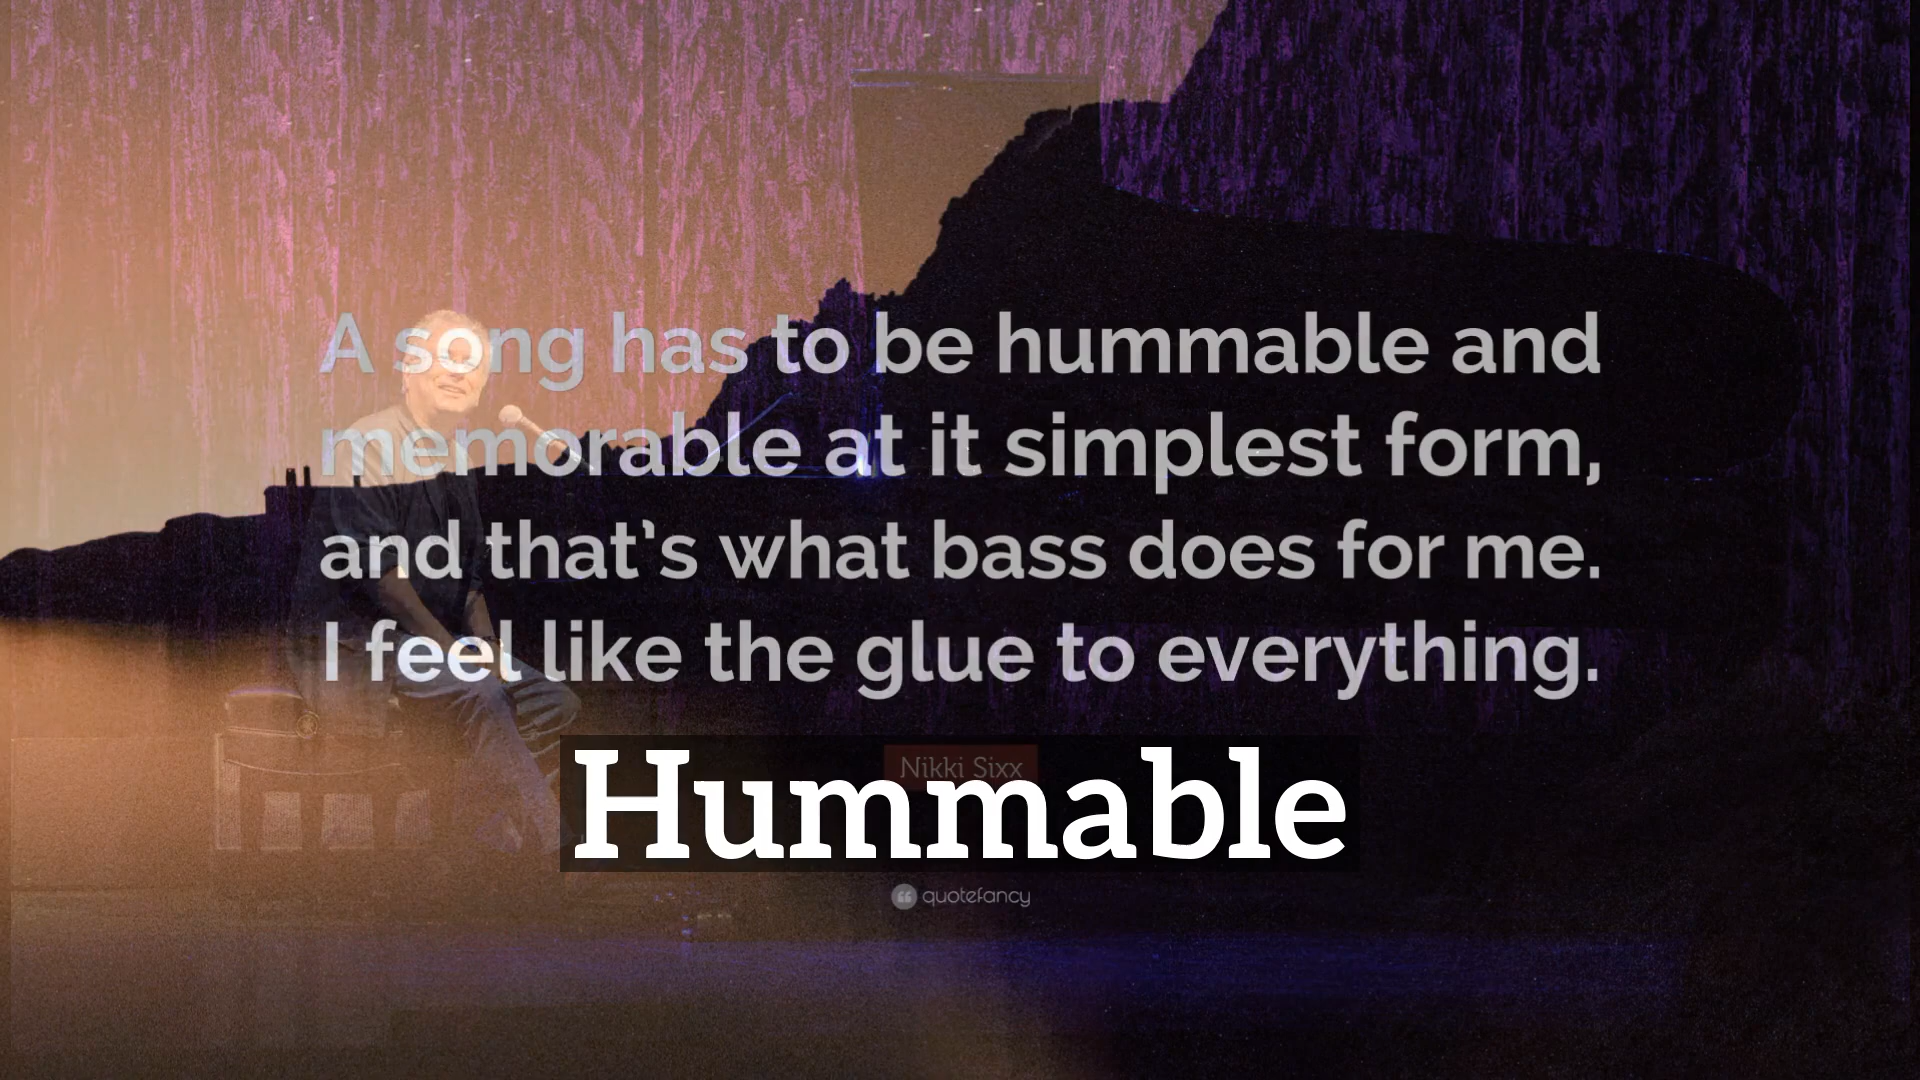 A song has to be hummable and
memorable at it simplest form,
and that’s what bass does for me.
I feel like the glue to everything.
Nikki Sixx
Hummable
quotefancy